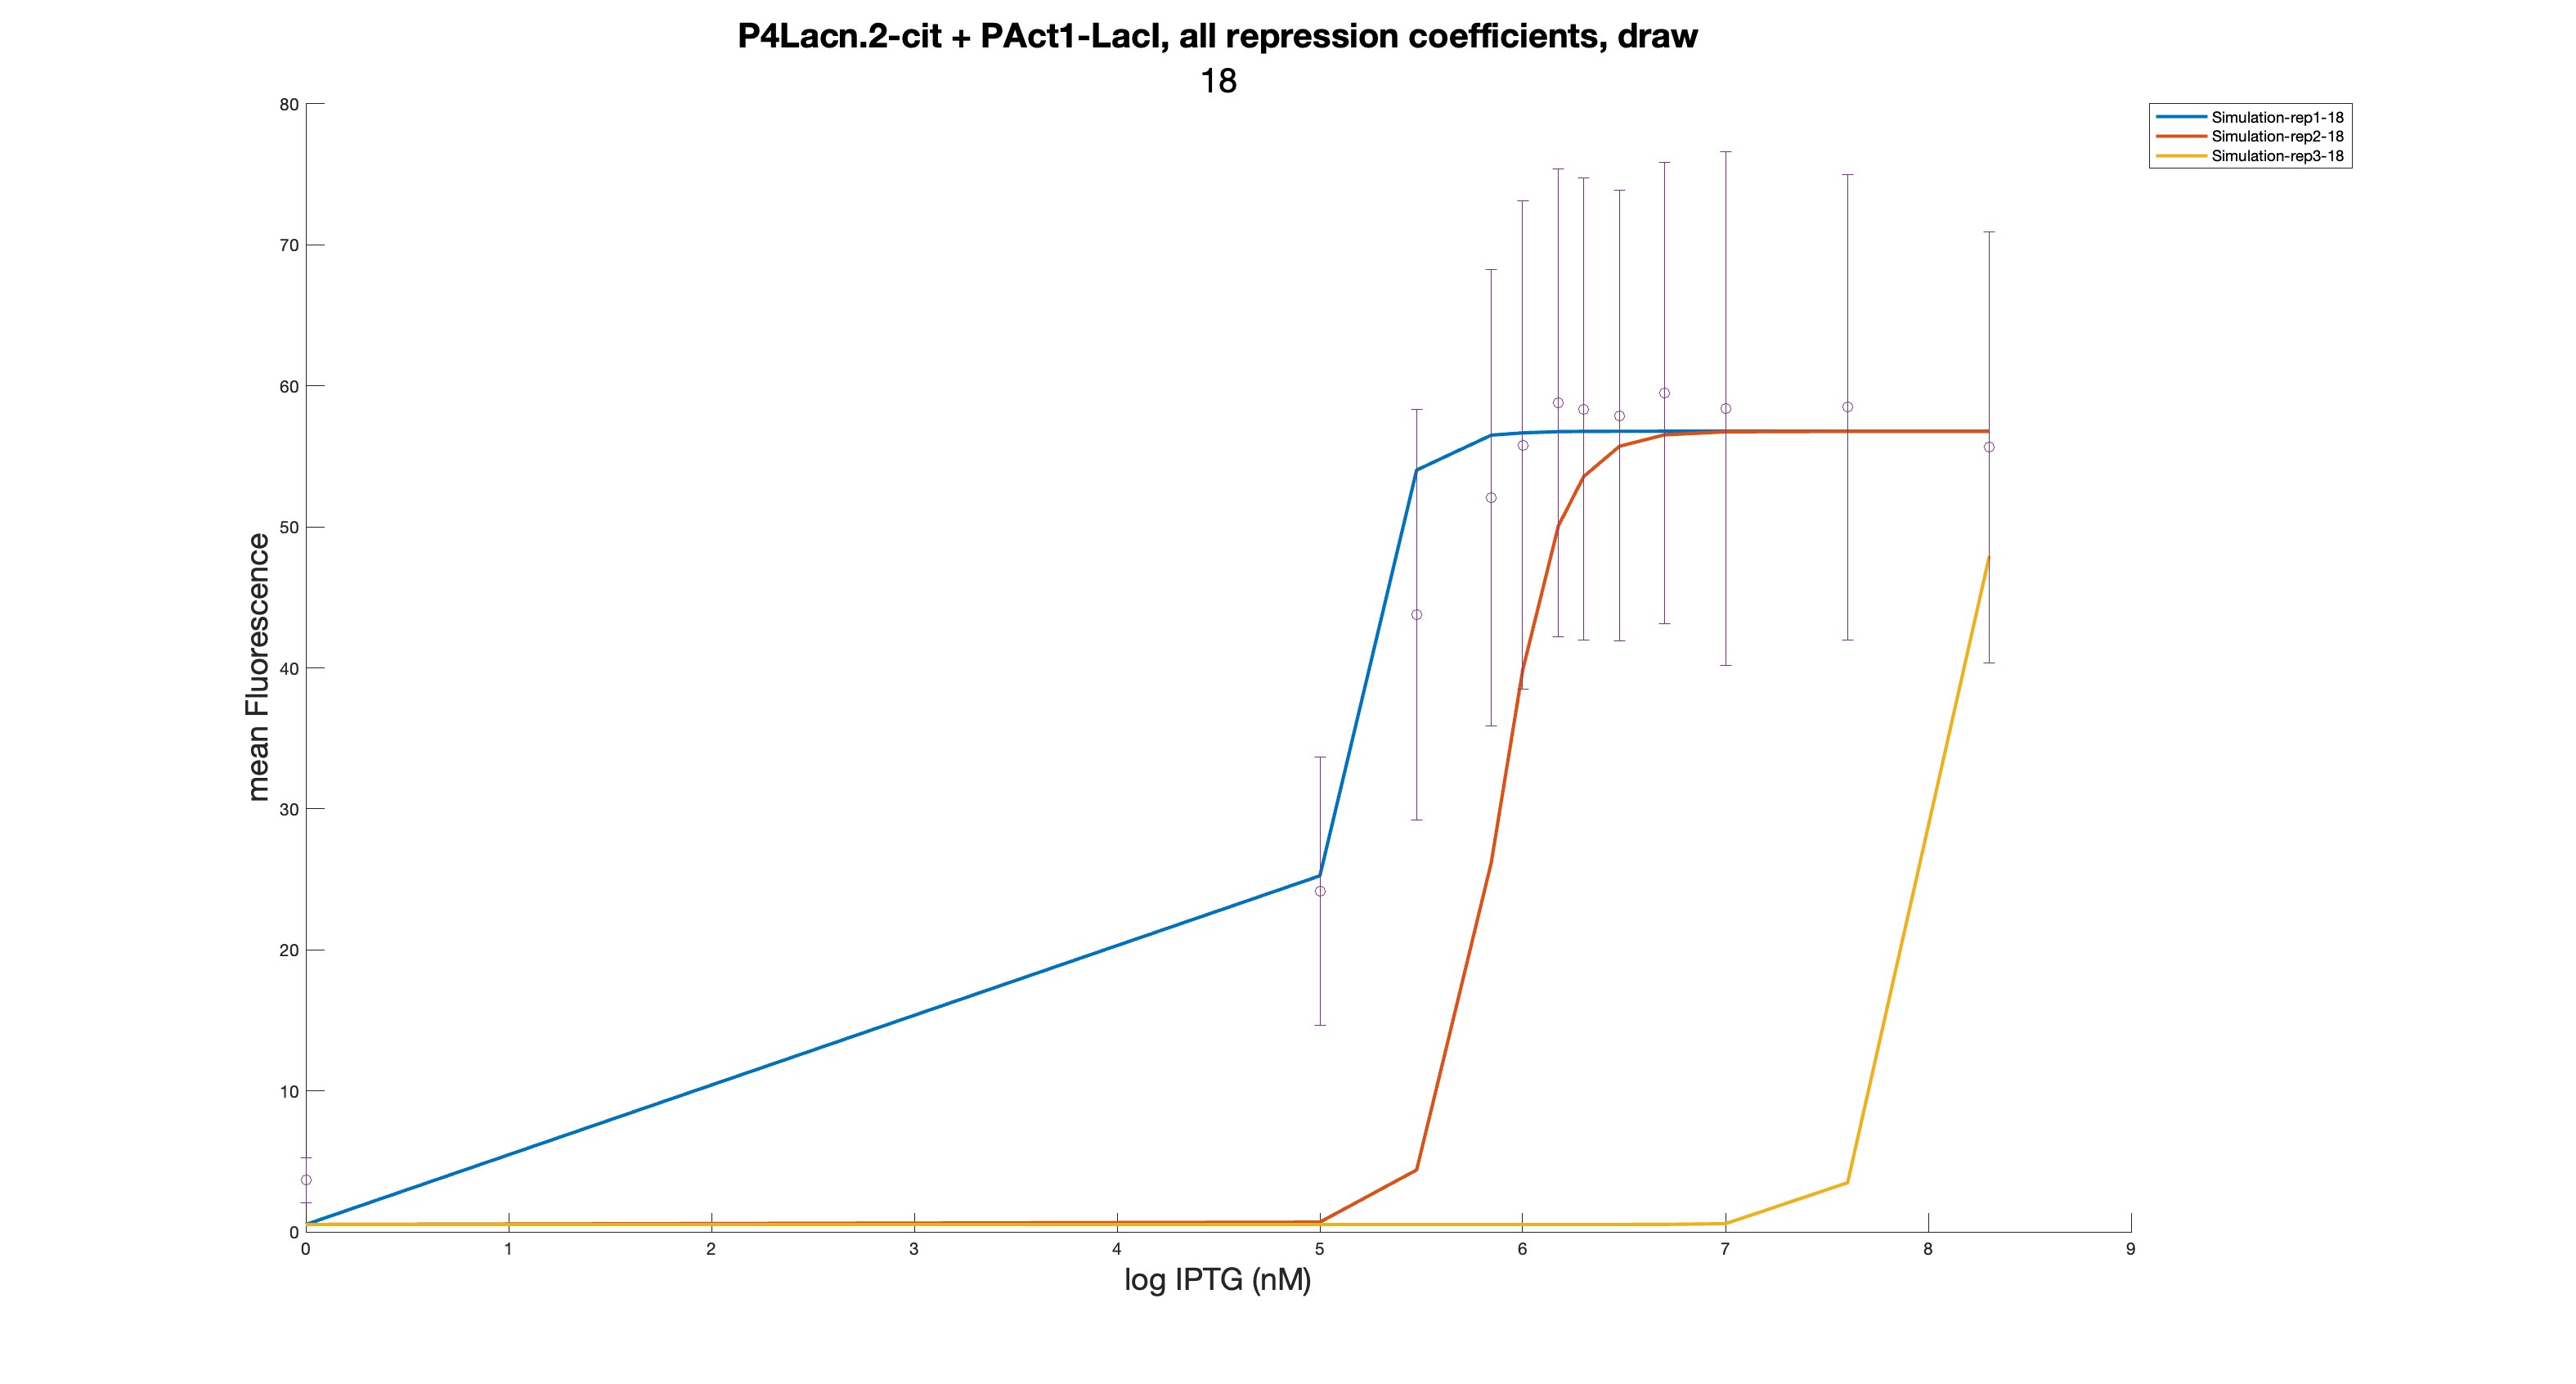 P4Lacn.2-cit + PAct1-LacI, all repression coefficients, draw
18
Simulation-rep1-18
Simulation-rep2-18
Simulation-rep3-18
mean Fluorescence
80
70
60
50
40
30
20
10
0
0 1 2 3 4 5 6 7 8 9
log IPTG (nM)